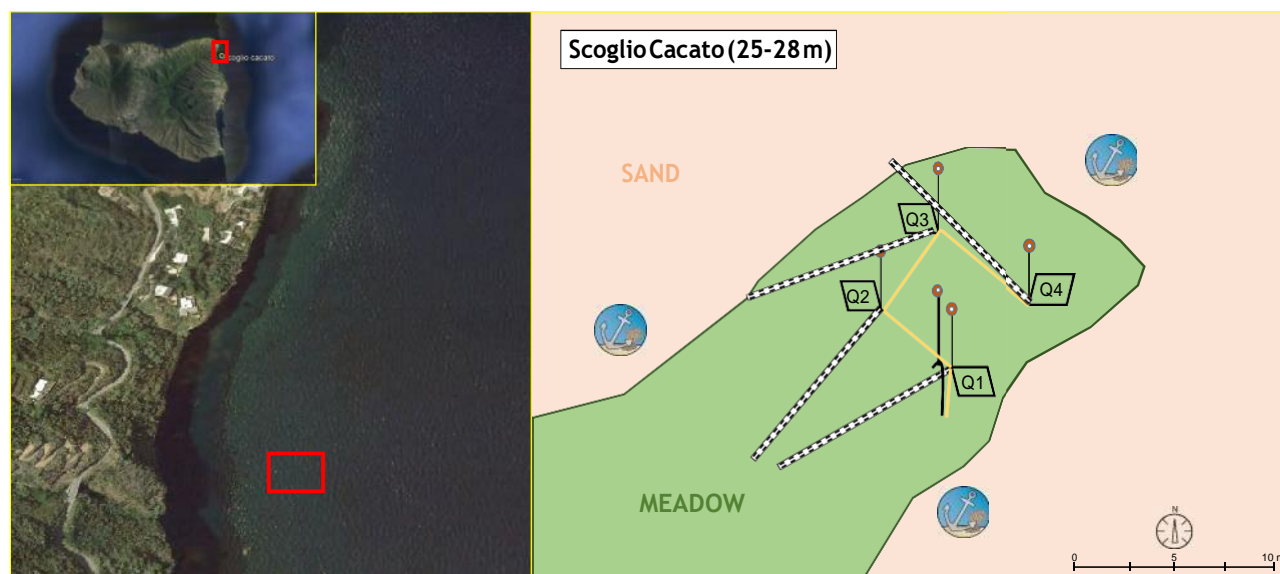 Scoglio cacato
Scoglio Cacato (25-28 m)
SAND
Q3
Q2
Q4
Q1
MEADOW
N
0 5 10 m